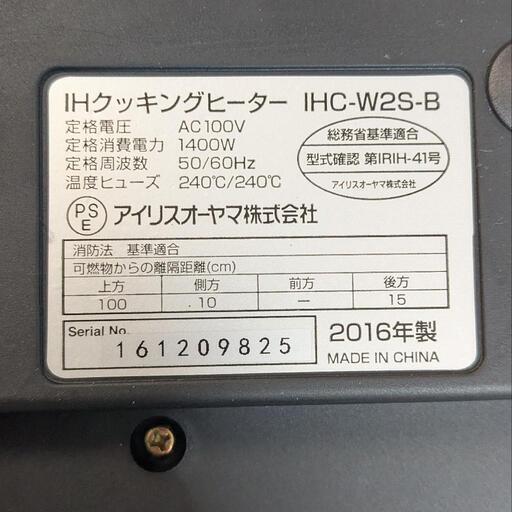 IHクッキングヒーター IHC-W2S-B
定格電圧 AC100V
定格消費電力 1400W
定格周波数 50/60Hz
温度ヒューズ 240℃/240℃
総務省基準適合
型式確認 第IRIH-41号
アイリスオーヤマ株式会社
PS
E
アイリスオーヤマ株式会社
消防法 基準適合
可燃物からの離隔距離(cm)
上方 側方 前方 後方
100 10 ー 15
Serial No.
161209825
2016年製
MADE IN CHINA